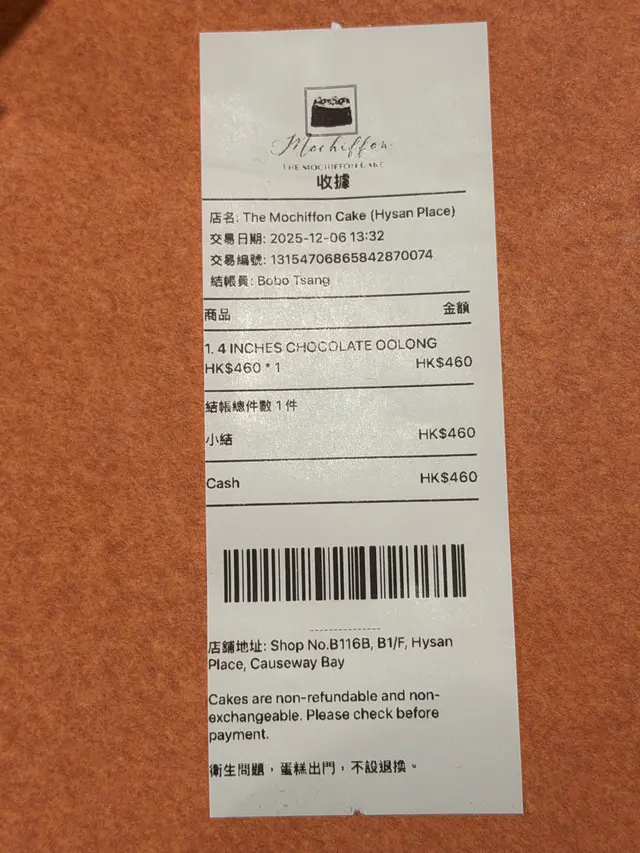 Mochiffon
THE MOCHIFFON CAKE
收據
店名: The Mochiffon Cake (Hysan Place)
交易日期: 2025-12-06 13:32
交易編號: 13154706865842870074
結帳員: Bobo Tsang
商品 金額
1. 4 INCHES CHOCOLATE OOLONG
HK$460 * 1 HK$460
結帳總件數 1 件
小結 HK$460
Cash HK$460
店鋪地址: Shop No.B116B, B1/F, Hysan
Place, Causeway Bay
Cakes are non-refundable and non-
exchangeable. Please check before
payment.
衛生問題，蛋糕出門，不設退換。